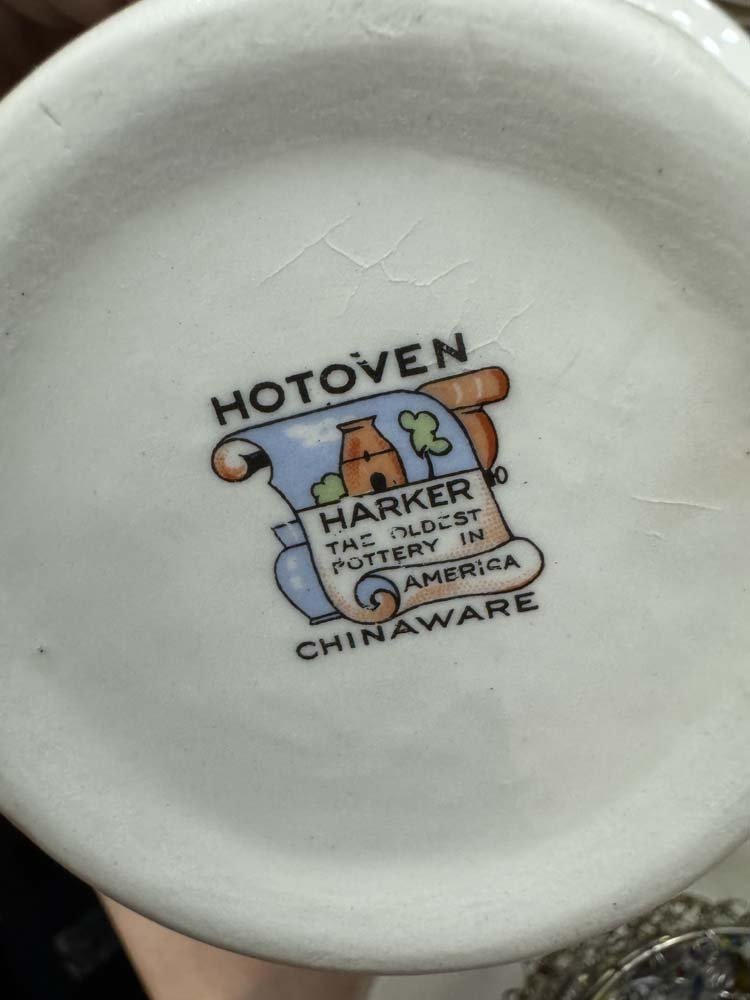 HOTOVEN
HARKER
THE OLDEST
POTTERY IN
AMERICA
CHINAWARE